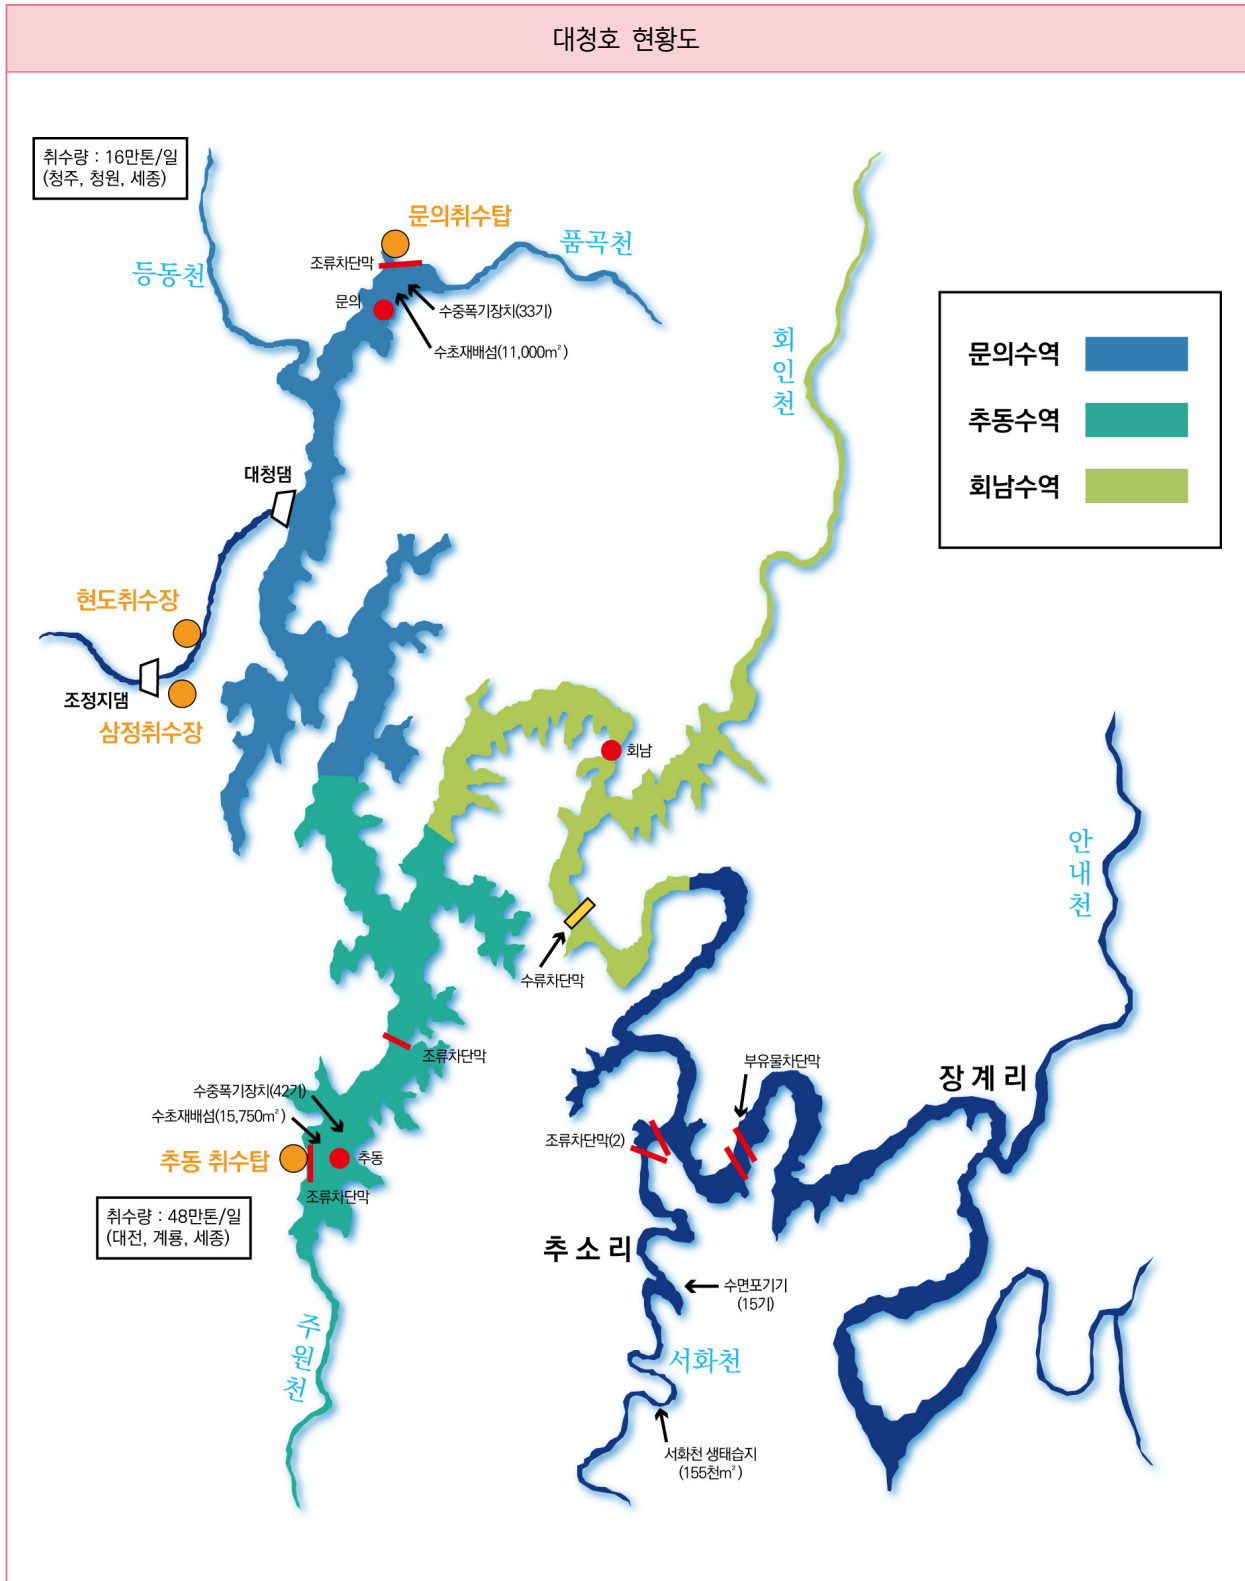 대청호 현황도
취수량 : 16만톤/일
(청주, 청원, 세종)
문의취수탑
품곡천
등동천
조류차단막
문의
수중폭기장치(33기)
수초재배섬(11,000㎡)
회인천
문의수역
추동수역
회남수역
대청댐
현도취수장
조정지댐
삼정취수장
회남
안내천
수류차단막
조류차단막
부유물차단막
장계리
수중폭기장치(42기)
수초재배섬(15,750㎡)
조류차단막(2)
추동 취수탑
추동
조류차단막
취수량 : 48만톤/일
(대전, 계룡, 세종)
추소리
수면포기기
(15기)
주원천
서화천
서화천 생태습지
(155천㎡)